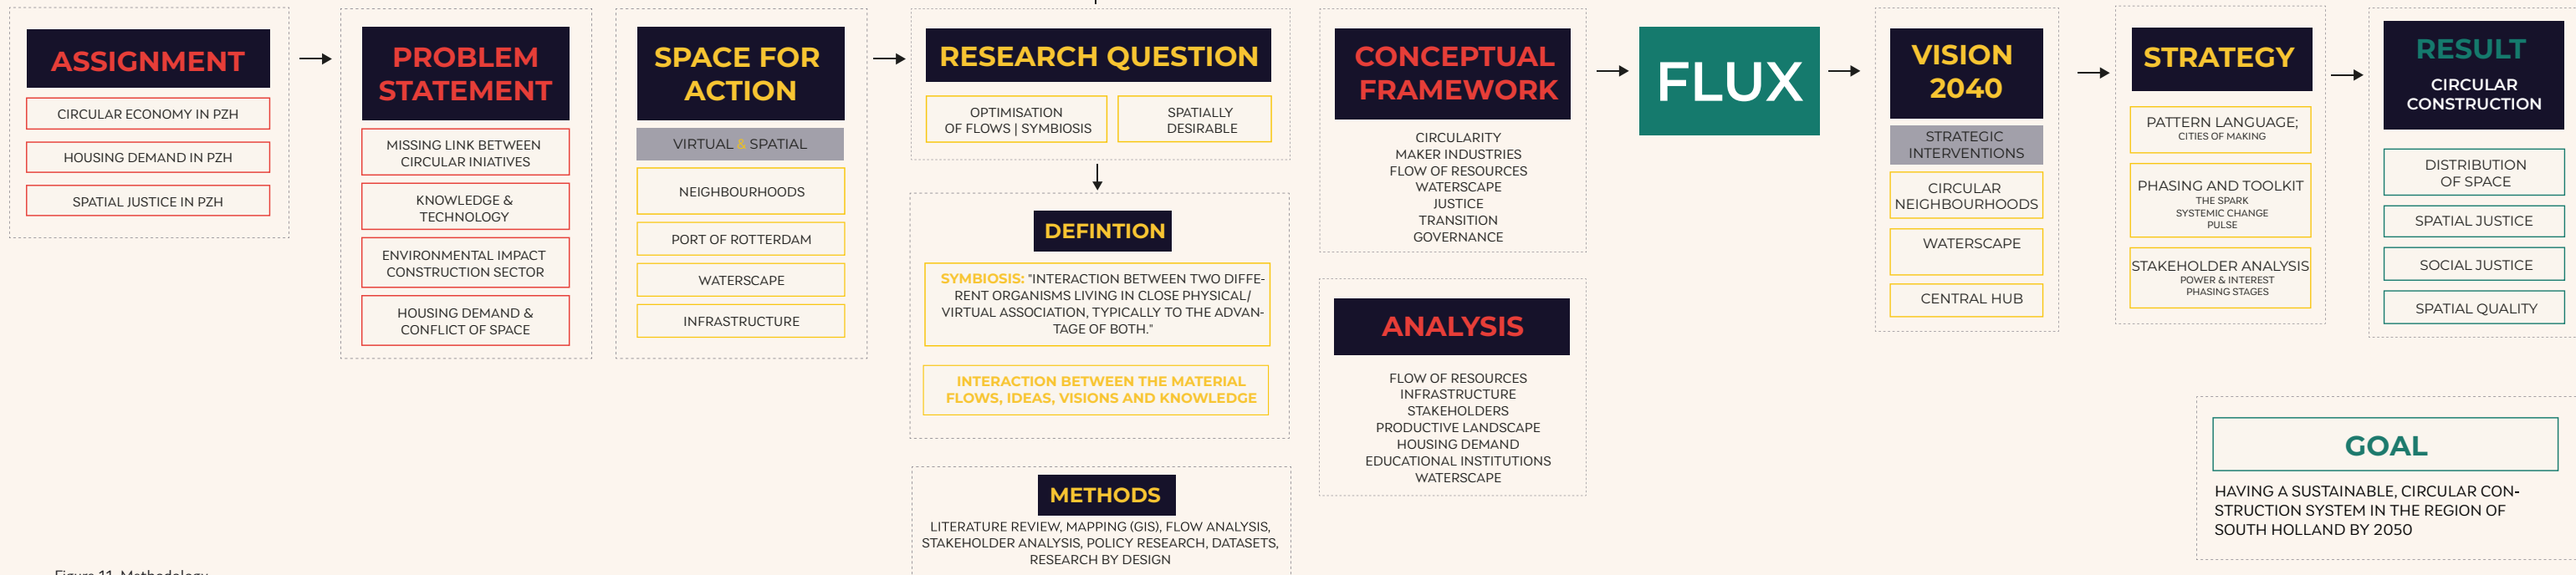 ASSIGNMENT
CIRCULAR ECONOMY IN PZH
HOUSING DEMAND IN PZH
SPATIAL JUSTICE IN PZH
PROBLEM
STATEMENT
MISSING LINK BETWEEN
CIRCULAR INIATIVES
KNOWLEDGE &
TECHNOLOGY
ENVIRONMENTAL IMPACT
CONSTRUCTION SECTOR
HOUSING DEMAND &
CONFLICT OF SPACE
SPACE FOR
ACTION
VIRTUAL & SPATIAL
NEIGHBOURHOODS
PORT OF ROTTERDAM
WATERSCAPE
INFRASTRUCTURE
RESEARCH QUESTION
OPTIMISATION
OF FLOWS | SYMBIOSIS
SPATIALLY
DESIRABLE
DEFINTION
SYMBIOSIS: "INTERACTION BETWEEN TWO DIFFE-
RENT ORGANISMS LIVING IN CLOSE PHYSICAL/
VIRTUAL ASSOCIATION, TYPICALLY TO THE ADVAN-
TAGE OF BOTH."
INTERACTION BETWEEN THE MATERIAL
FLOWS, IDEAS, VISIONS AND KNOWLEDGE
METHODS
LITERATURE REVIEW, MAPPING (GIS), FLOW ANALYSIS,
STAKEHOLDER ANALYSIS, POLICY RESEARCH, DATASETS,
RESEARCH BY DESIGN
CONCEPTUAL
FRAMEWORK
CIRCULARITY
MAKER INDUSTRIES
FLOW OF RESOURCES
WATERSCAPE
JUSTICE
TRANSITION
GOVERNANCE
ANALYSIS
FLOW OF RESOURCES
INFRASTRUCTURE
STAKEHOLDERS
PRODUCTIVE LANDSCAPE
HOUSING DEMAND
EDUCATIONAL INSTITUTIONS
WATERSCAPE
FLUX
VISION
2040
STRATEGIC
INTERVENTIONS
CIRCULAR
NEIGHBOURHOODS
WATERSCAPE
CENTRAL HUB
STRATEGY
PATTERN LANGUAGE;
CITIES OF MAKING
PHASING AND TOOLKIT
THE SPARK
SYSTEMIC CHANGE
PULSE
STAKEHOLDER ANALYSIS
POWER & INTEREST
PHASING STAGES
RESULT
CIRCULAR
CONSTRUCTION
DISTRIBUTION
OF SPACE
SPATIAL JUSTICE
SOCIAL JUSTICE
SPATIAL QUALITY
GOAL
HAVING A SUSTAINABLE, CIRCULAR CON-
STRUCTION SYSTEM IN THE REGION OF
SOUTH HOLLAND BY 2050
Figure 11. Methodology